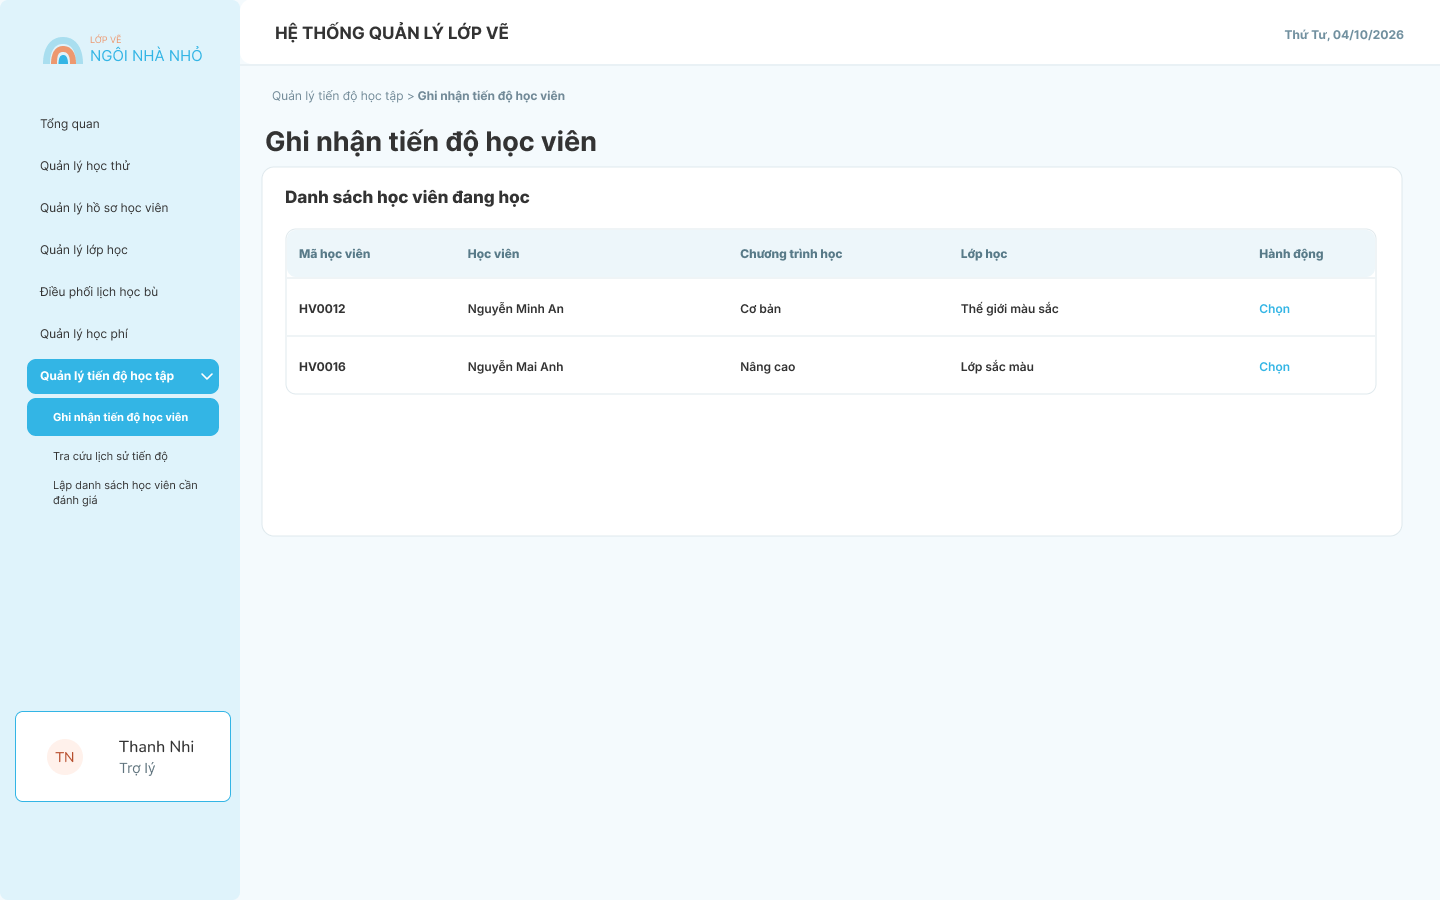 LỚP VẼ
NGÔI NHÀ NHỎ
Tổng quan
Quản lý học thử
Quản lý hồ sơ học viên
Quản lý lớp học
Điều phối lịch học bù
Quản lý học phí
Quản lý tiến độ học tập
Ghi nhận tiến độ học viên
Tra cứu lịch sử tiến độ
Lập danh sách học viên cần
đánh giá
TN
Thanh Nhi
Trợ lý
HỆ THỐNG QUẢN LÝ LỚP VẼ
Thứ Tư, 04/10/2026
Quản lý tiến độ học tập > Ghi nhận tiến độ học viên
Ghi nhận tiến độ học viên
Danh sách học viên đang học
Mã học viên Học viên Chương trình học Lớp học Hành động
HV0012 Nguyễn Minh An Cơ bản Thế giới màu sắc Chọn
HV0016 Nguyễn Mai Anh Nâng cao Lớp sắc màu Chọn